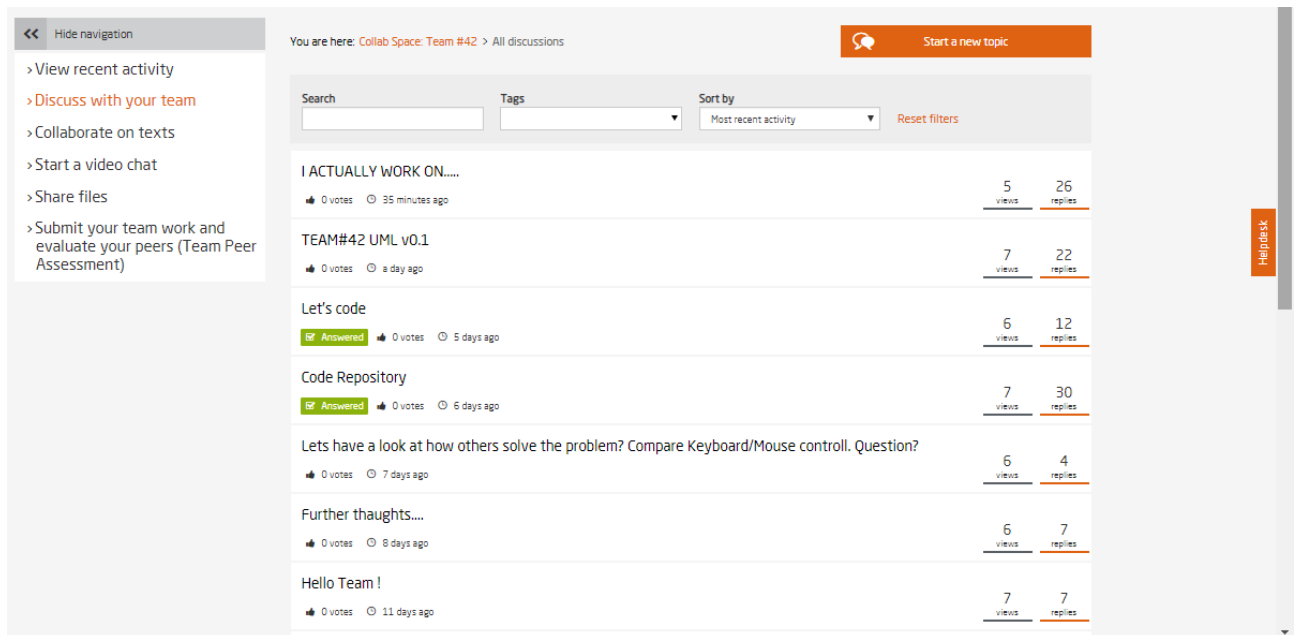 Hide navigation
View recent activity
Discuss with your team
Collaborate on texts
Start a video chat
Share files
Submit your team work and
evaluate your peers (Team Peer
Assessment)
You are here: Collab Space: Team #42 > All discussions
Start a new topic
Search Tags Sort by
Most recent activity Reset filters
I ACTUALLY WORK ON.....
0 votes 35 minutes ago
5 26
views replies
TEAM#42 UML v0.1
0 votes a day ago
7 22
views replies
Let's code
Answered 0 votes 5 days ago
6 12
views replies
Code Repository
Answered 0 votes 6 days ago
7 30
views replies
Lets have a look at how others solve the problem? Compare Keyboard/Mouse controll. Question?
0 votes 7 days ago
6 4
views replies
Further thaughts....
0 votes 8 days ago
6 7
views replies
Hello Team !
0 votes 11 days ago
7 7
views replies
Helpdesk